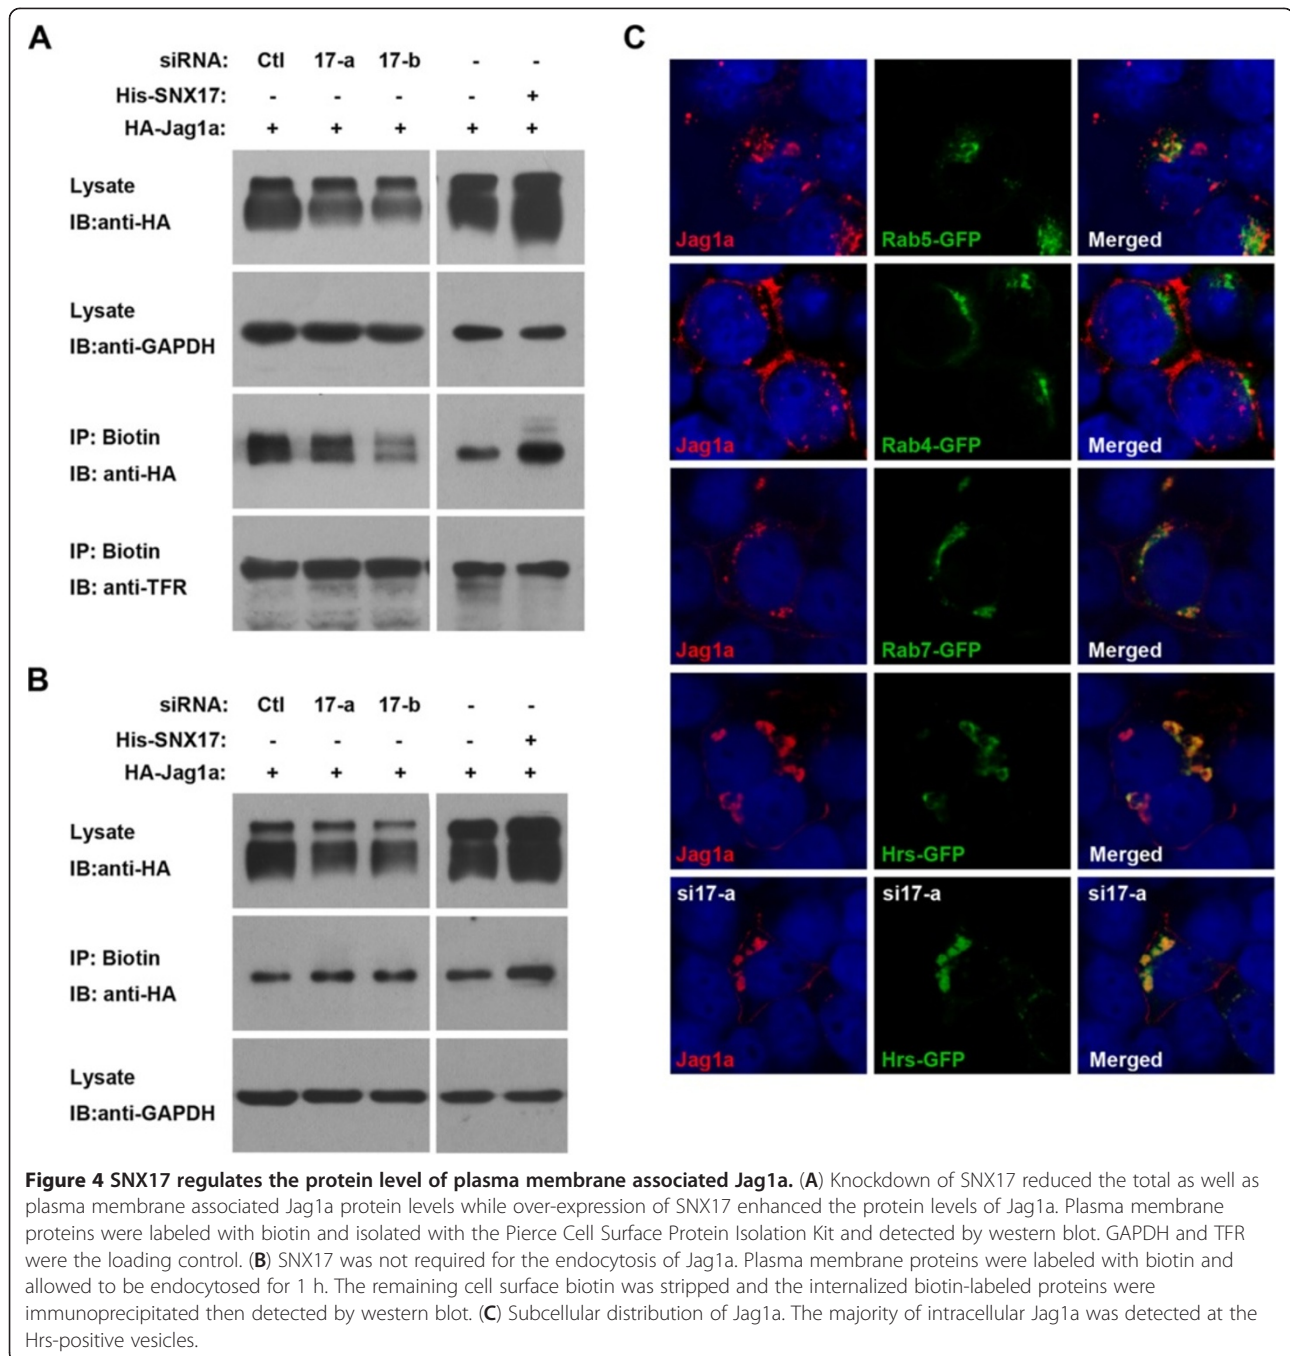 A
siRNA: Ctl 17-a 17-b - -
His-SNX17: - - - - +
HA-Jag1a: + + + + +
Lysate
IB:anti-HA
Lysate
IB:anti-GAPDH
IP: Biotin
IB: anti-HA
IP: Biotin
IB: anti-TFR
B
siRNA: Ctl 17-a 17-b - -
His-SNX17: - - - - +
HA-Jag1a: + + + + +
Lysate
IB:anti-HA
IP: Biotin
IB: anti-HA
Lysate
IB:anti-GAPDH
C
Jag1a Rab5-GFP Merged
Jag1a Rab4-GFP Merged
Jag1a Rab7-GFP Merged
Jag1a Hrs-GFP Merged
si17-a si17-a si17-a
Jag1a Hrs-GFP Merged
Figure 4 SNX17 regulates the protein level of plasma membrane associated Jag1a. (A) Knockdown of SNX17 reduced the total as well as
plasma membrane associated Jag1a protein levels while over-expression of SNX17 enhanced the protein levels of Jag1a. Plasma membrane
proteins were labeled with biotin and isolated with the Pierce Cell Surface Protein Isolation Kit and detected by western blot. GAPDH and TFR
were the loading control. (B) SNX17 was not required for the endocytosis of Jag1a. Plasma membrane proteins were labeled with biotin and
allowed to be endocytosed for 1 h. The remaining cell surface biotin was stripped and the internalized biotin-labeled proteins were
immunoprecipitated then detected by western blot. (C) Subcellular distribution of Jag1a. The majority of intracellular Jag1a was detected at the
Hrs-positive vesicles.